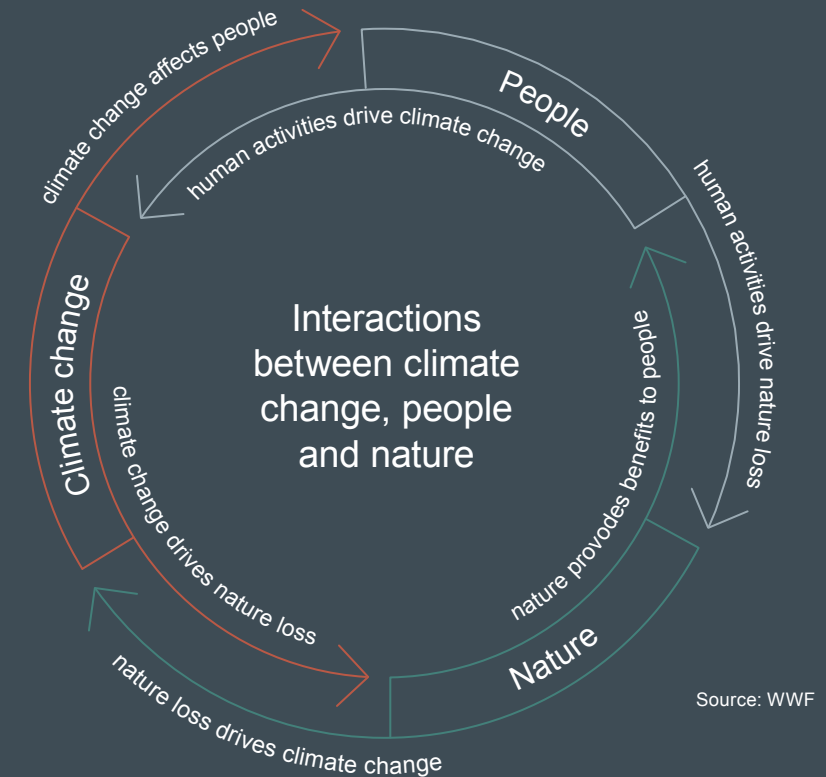 climate change affects people
People
human activities drive climate change
human activities drive nature loss
Interactions
between climate
change, people
and nature
Climate change
climate change drives nature loss
nature provodes benefits to people
Nature
nature loss drives climate change
Source: WWF